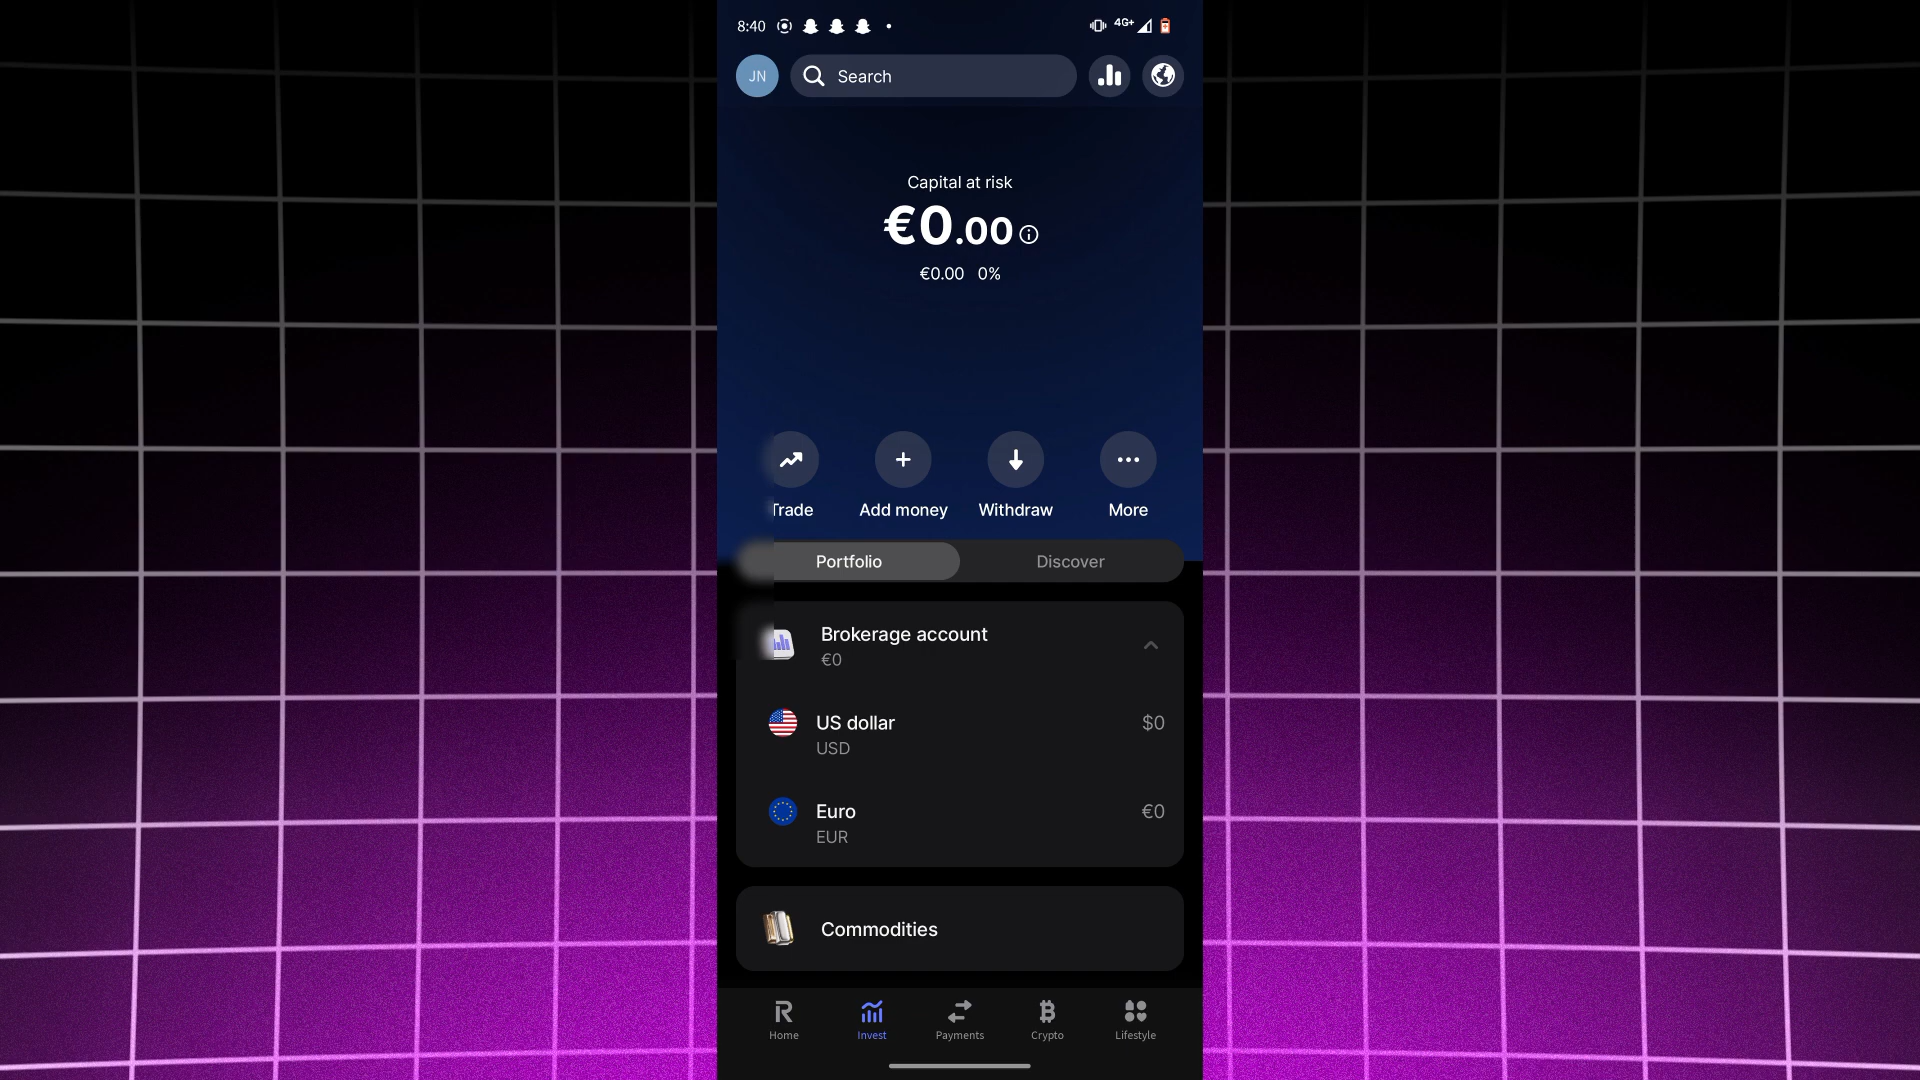 8:40
4G+
JN
Search
Capital at risk
€0.00
€0.00 0%
Trade
Add money
Withdraw
More
Portfolio
Discover
Brokerage account
€0
US dollar
$0
USD
Euro
€0
EUR
Commodities
Home
Invest
Payments
Crypto
Lifestyle